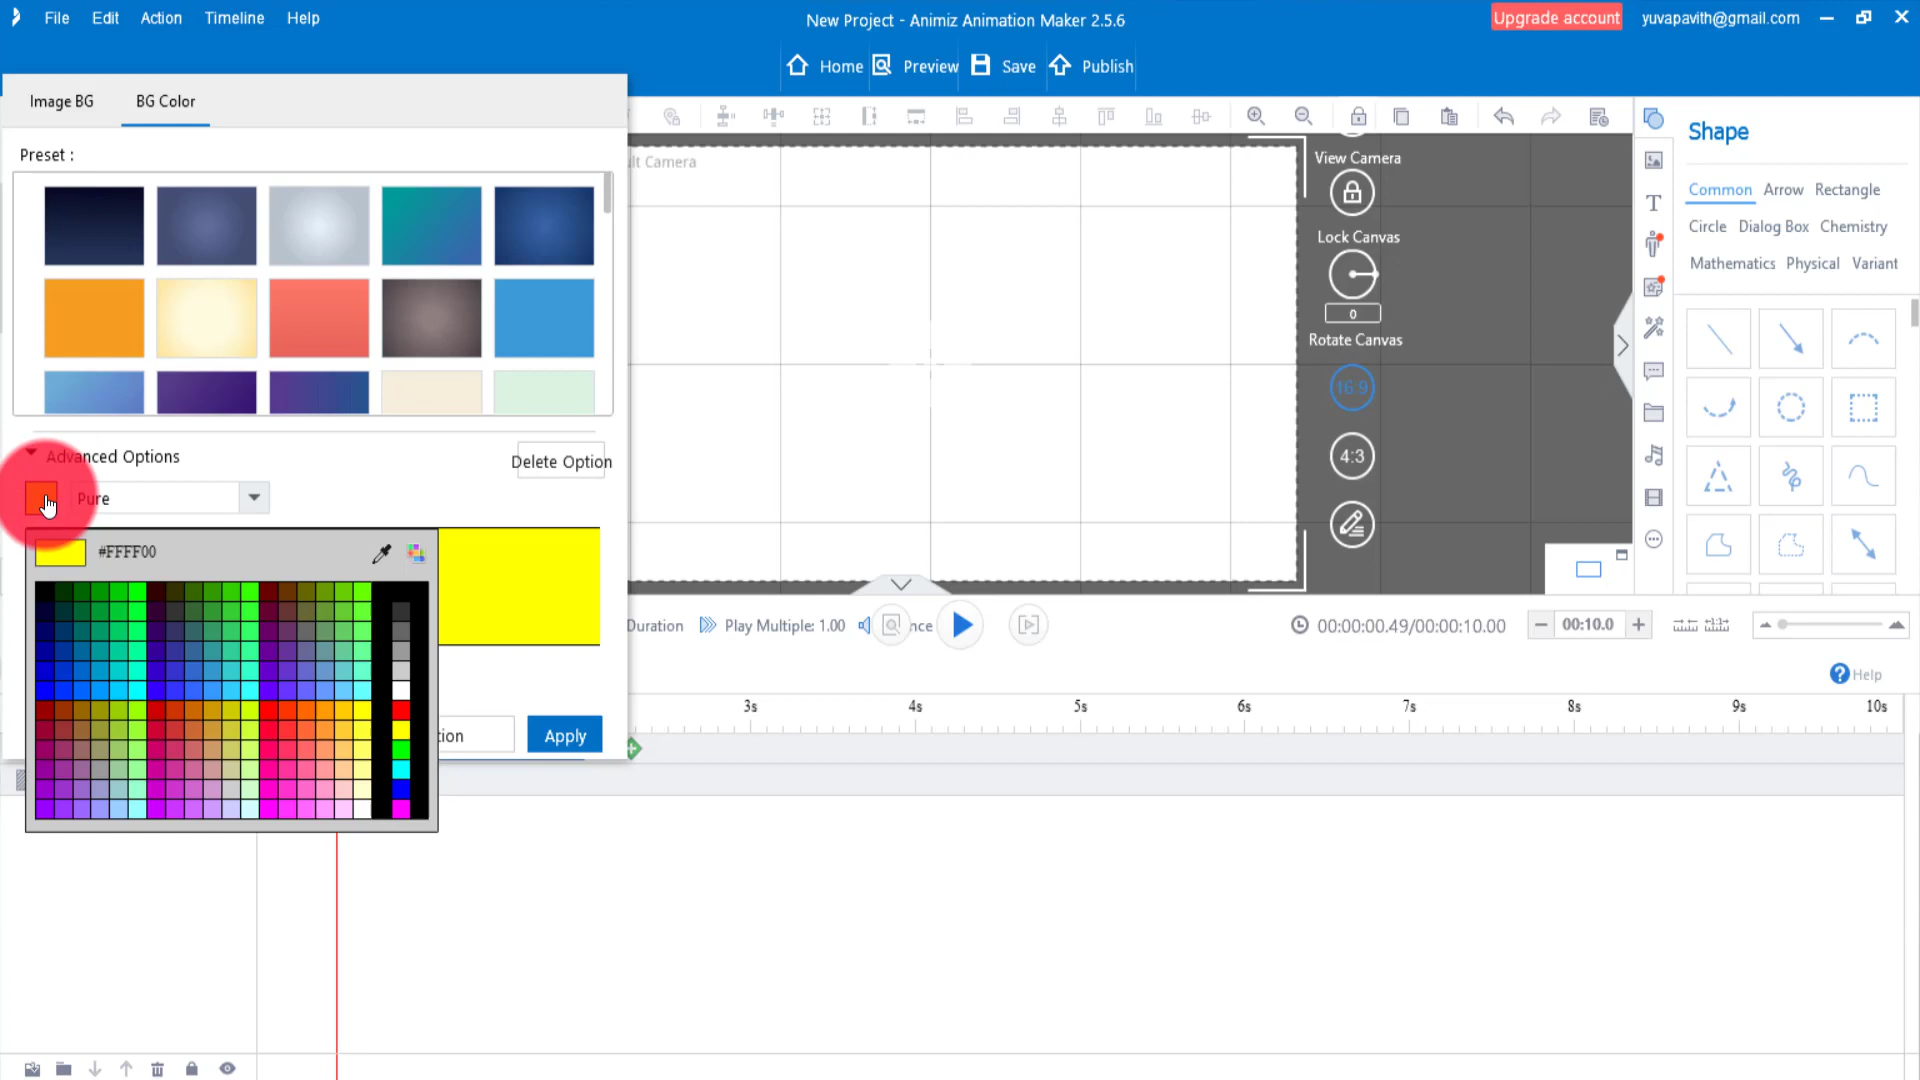 File Edit Action Timeline Help
New Project - Animiz Animation Maker 2.5.6
Upgrade account yuvapavith@gmail.com
Home Preview Save Publish
Image BG BG Color
Preset :
lt Camera
View Camera
Lock Canvas
0
Rotate Canvas
16:9
4:3
Shape
Common Arrow Rectangle
Circle Dialog Box Chemistry
Mathematics Physical Variant
Advanced Options
Delete Option
Pure
#FFFF00
tion Apply
Duration Play Multiple: 1.00 nce
00:00:00.49/00:00:10.00
00:10.0
Help
3s 4s 5s 6s 7s 8s 9s 10s